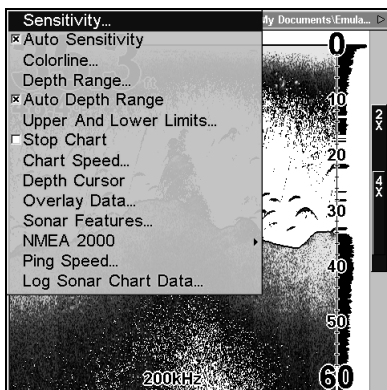 Sensitivity...
My Documents\Emula...
Auto Sensitivity
Colorline...
Depth Range...
Auto Depth Range
Upper And Lower Limits...
Stop Chart
Chart Speed...
Depth Cursor
Overlay Data...
Sonar Features...
NMEA 2000
Ping Speed...
Log Sonar Chart Data...
0
10
20
30
40
50
60
2X
4X
200kHz